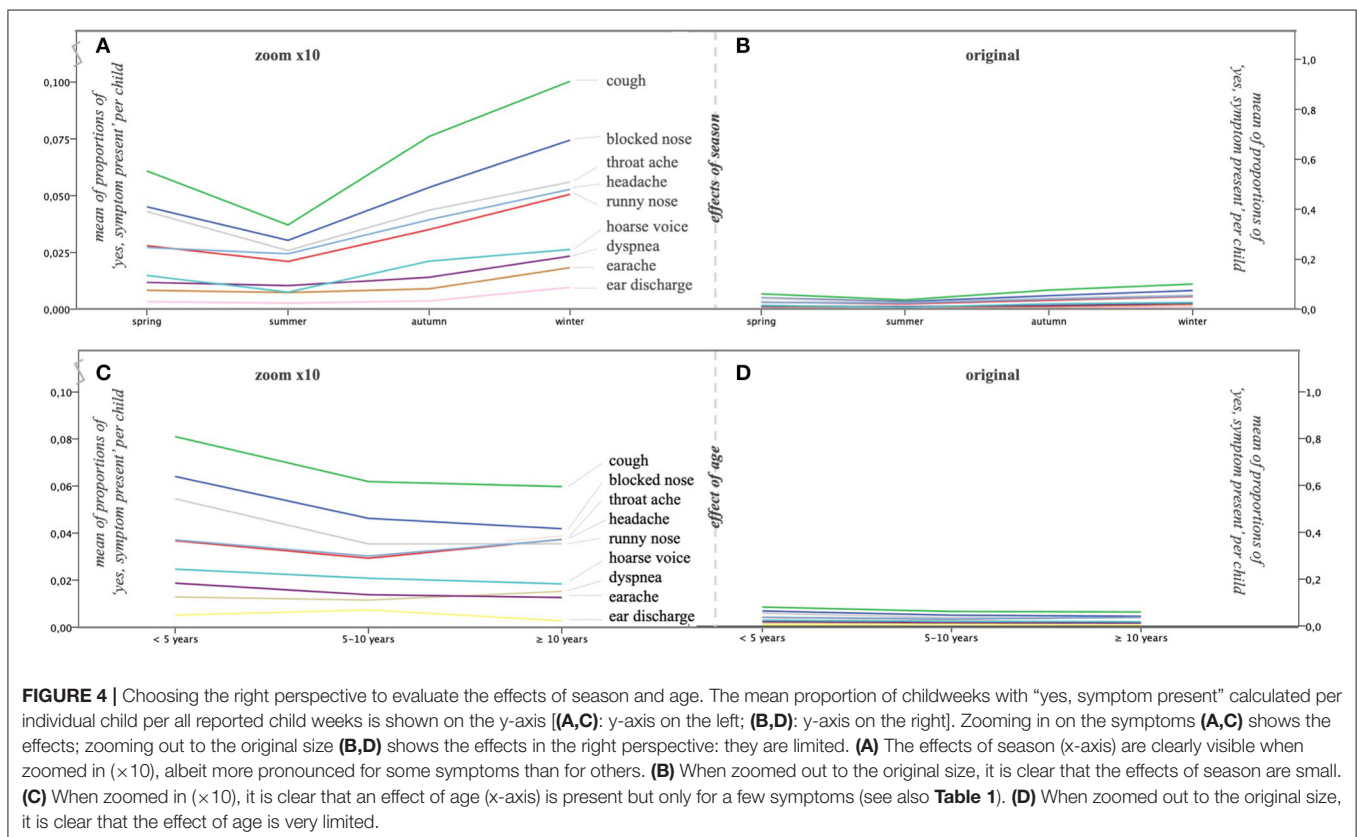 A
zoom x10
B
original
mean of proportions of
'yes, symptom present' per child
0,100
0,075
0,050
0,025
0,000
spring
summer
autumn
winter
cough
blocked nose
throat ache
headache
runny nose
hoarse voice
dyspnea
earache
ear discharge
effects of season
spring
summer
autumn
winter
1,0
0,8
0,6
0,4
0,2
0,0
mean of proportions of
'yes, symptom present' per child
C
zoom x10
D
original
mean of proportions of
'yes, symptom present' per child
0,10
0,08
0,06
0,04
0,02
0,00
< 5 years
5-10 years
≥ 10 years
cough
blocked nose
throat ache
headache
runny nose
hoarse voice
dyspnea
earache
ear discharge
effect of age
< 5 years
5-10 years
≥ 10 years
1,0
0,8
0,6
0,4
0,2
0,0
mean of proportions of
'yes, symptom present' per child
FIGURE 4 | Choosing the right perspective to evaluate the effects of season and age. The mean proportion of childweeks with “yes, symptom present” calculated per
individual child per all reported child weeks is shown on the y-axis [(A,C): y-axis on the left; (B,D): y-axis on the right]. Zooming in on the symptoms (A,C) shows the
effects; zooming out to the original size (B,D) shows the effects in the right perspective: they are limited. (A) The effects of season (x-axis) are clearly visible when
zoomed in (×10), albeit more pronounced for some symptoms than for others. (B) When zoomed out to the original size, it is clear that the effects of season are small.
(C) When zoomed in (×10), it is clear that an effect of age (x-axis) is present but only for a few symptoms (see also Table 1). (D) When zoomed out to the original size,
it is clear that the effect of age is very limited.